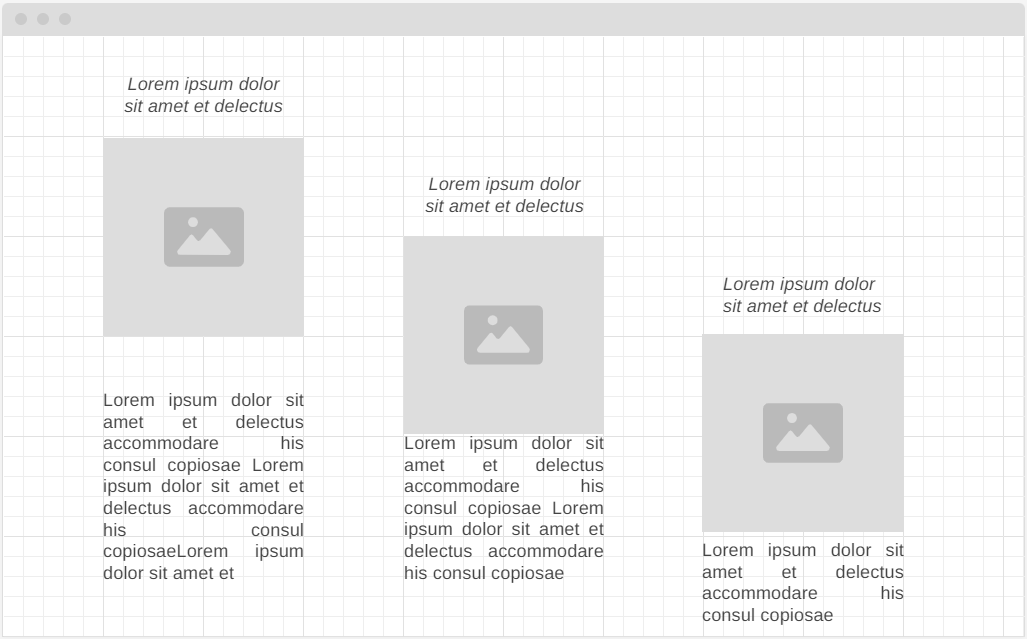 Lorem ipsum dolor
sit amet et delectus
Lorem ipsum dolor sit
amet et delectus
accommodare his
consul copiosae Lorem
ipsum dolor sit amet et
delectus accommodare
his consul
copiosaeLorem ipsum
dolor sit amet et
Lorem ipsum dolor
sit amet et delectus
Lorem ipsum dolor sit
amet et delectus
accommodare his
consul copiosae Lorem
ipsum dolor sit amet et
delectus accommodare
his consul copiosae
Lorem ipsum dolor
sit amet et delectus
Lorem ipsum dolor sit
amet et delectus
accommodare his
consul copiosae